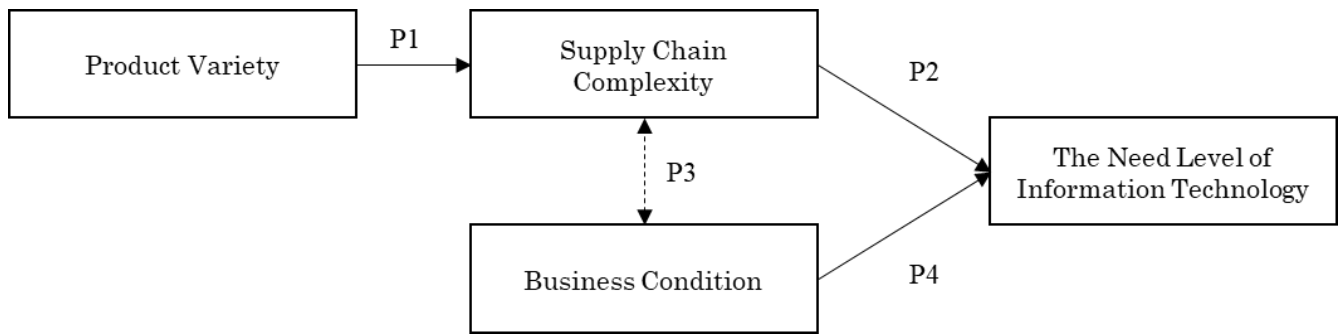 Product Variety
P1
Supply Chain
Complexity
P2
P3
The Need Level of
Information Technology
Business Condition
P4